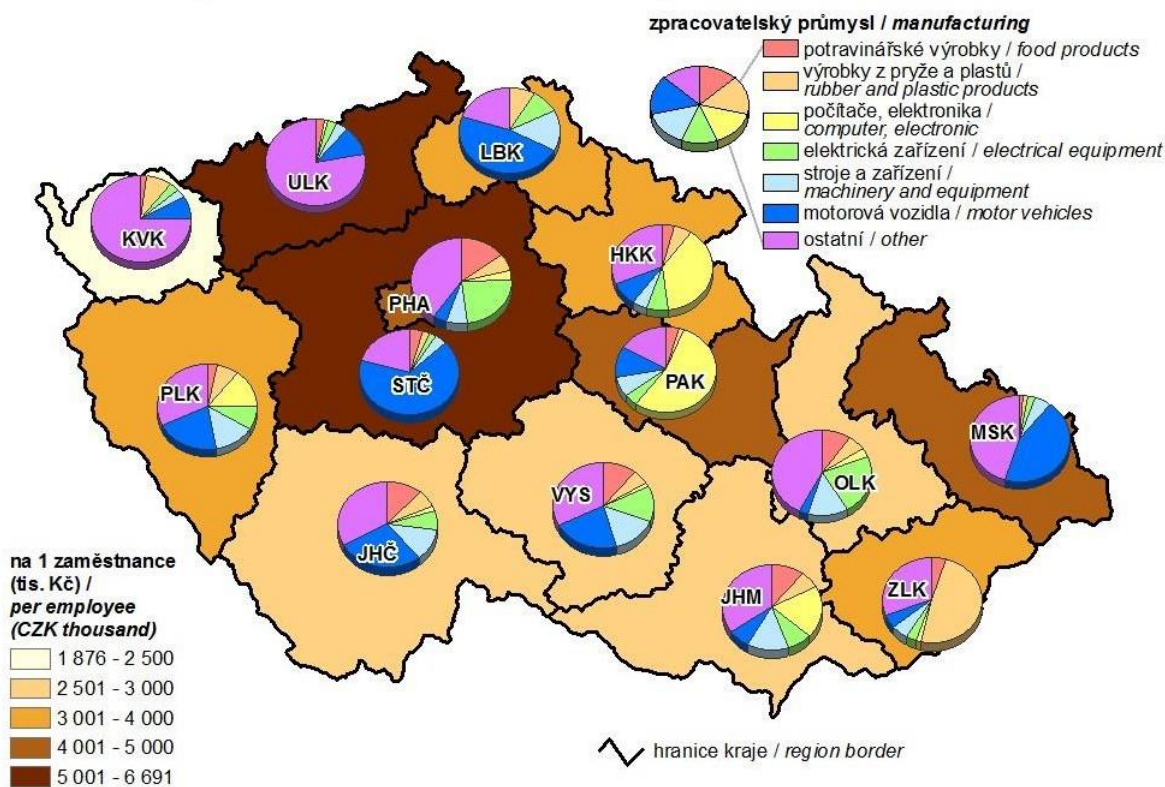 zpracovatelský průmysl / manufacturing
potravinářské výrobky / food products
výrobky z pryže a plastů /
rubber and plastic products
počítače, elektronika /
computer, electronic
elektrická zařízení / electrical equipment
stroje a zařízení /
machinery and equipment
motorová vozidla / motor vehicles
ostatní / other
LBK
ULK
KVK
HKK
PHA
STČ
PAK
PLK
MSK
OLK
VYS
JHČ
JHM
ZLK
na 1 zaměstnance
(tis. Kč) /
per employee
(CZK thousand)
1 876 - 2 500
2 501 - 3 000
3 001 - 4 000
4 001 - 5 000
5 001 - 6 691
hranice kraje / region border